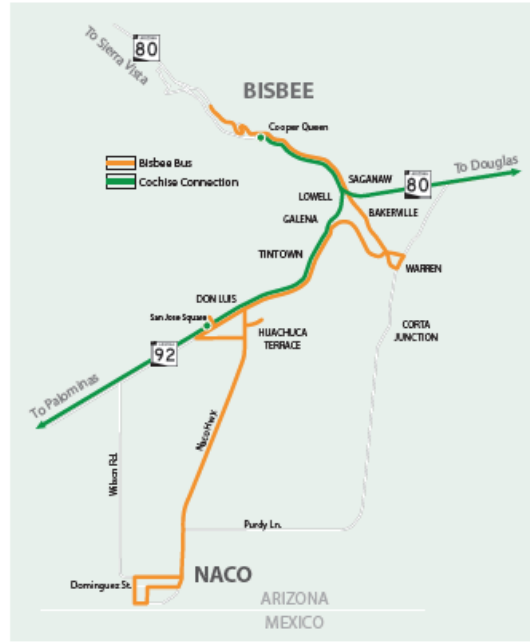 To Sierra Vista
80
BISBEE
Cooper Queen
Bisbee Bus
Cochise Connection
To Douglas
80
SAGANAW
LOWELL
BAKERVILLE
GALENA
TINTOWN
WARREN
DON LUIS
San Jose Square
HUACHUCA
TERRACE
CORTA
JUNCTION
92
To Palominas
Naco Hwy.
Wilson Rd.
Purdy Ln.
NACO
Dominguez St.
ARIZONA
MEXICO